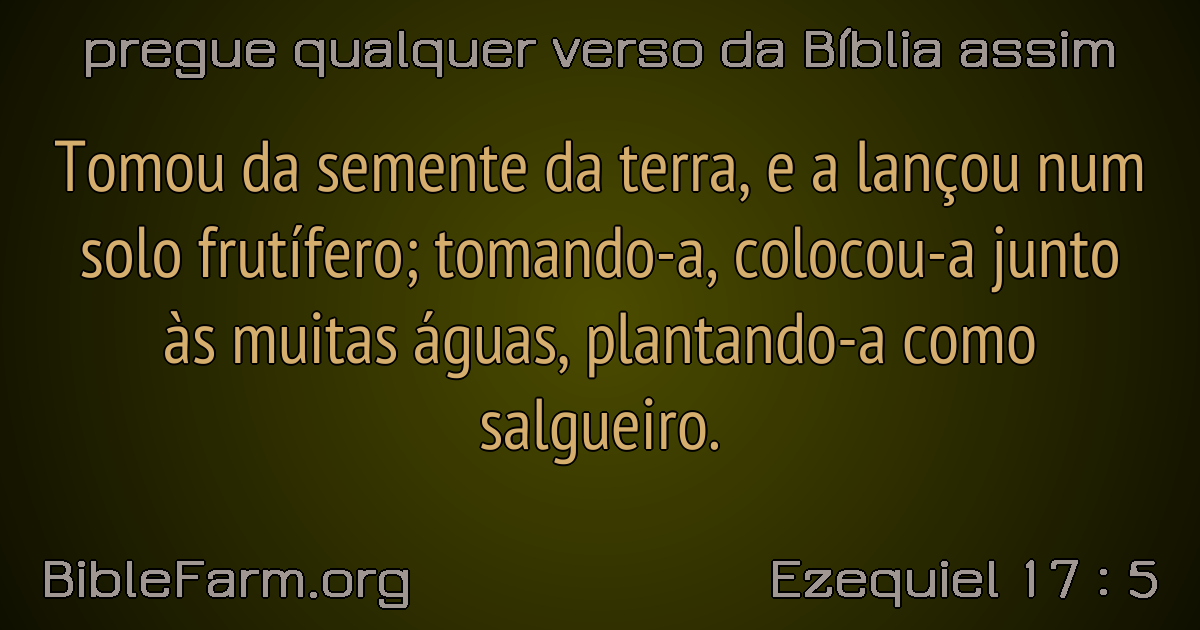 pregue qualquer verso da Bíblia assim
Tomou da semente da terra, e a lançou num
solo frutífero; tomando-a, colocou-a junto
às muitas águas, plantando-a como
salgueiro.
BibleFarm.org
Ezequiel 17 : 5